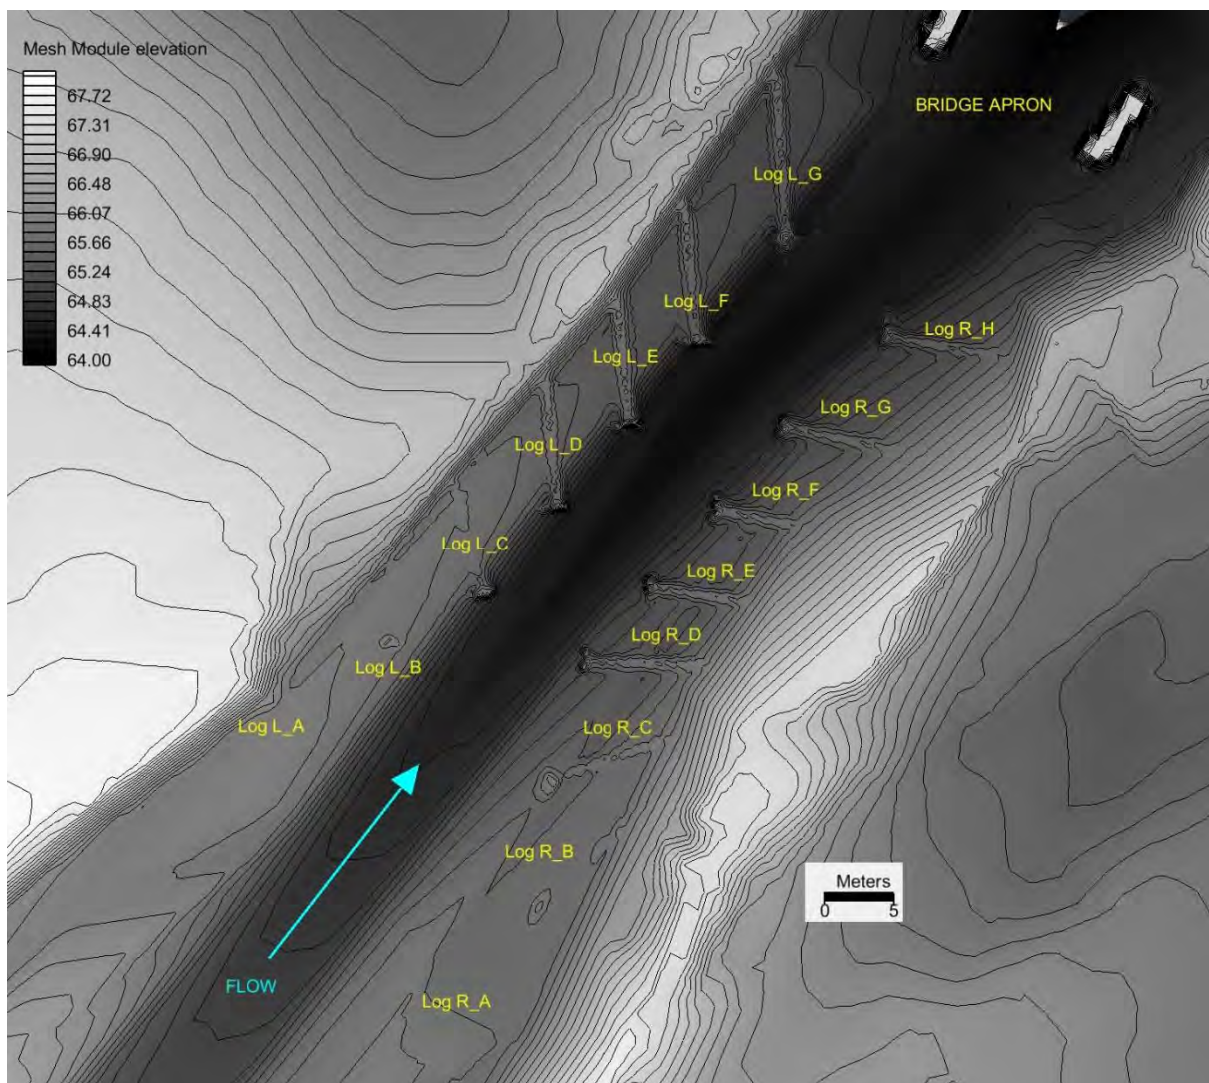 Mesh Module elevation
67.72
67.31
66.90
66.48
66.07
65.66
65.24
64.83
64.41
64.00
BRIDGE APRON
Log L_G
Log L_F
Log R_H
Log L_E
Log R_G
Log L_D
Log R_F
Log L_C
Log R_E
Log R_D
Log L_B
Log L_A
Log R_C
Log R_B
Meters
0 5
FLOW
Log R_A